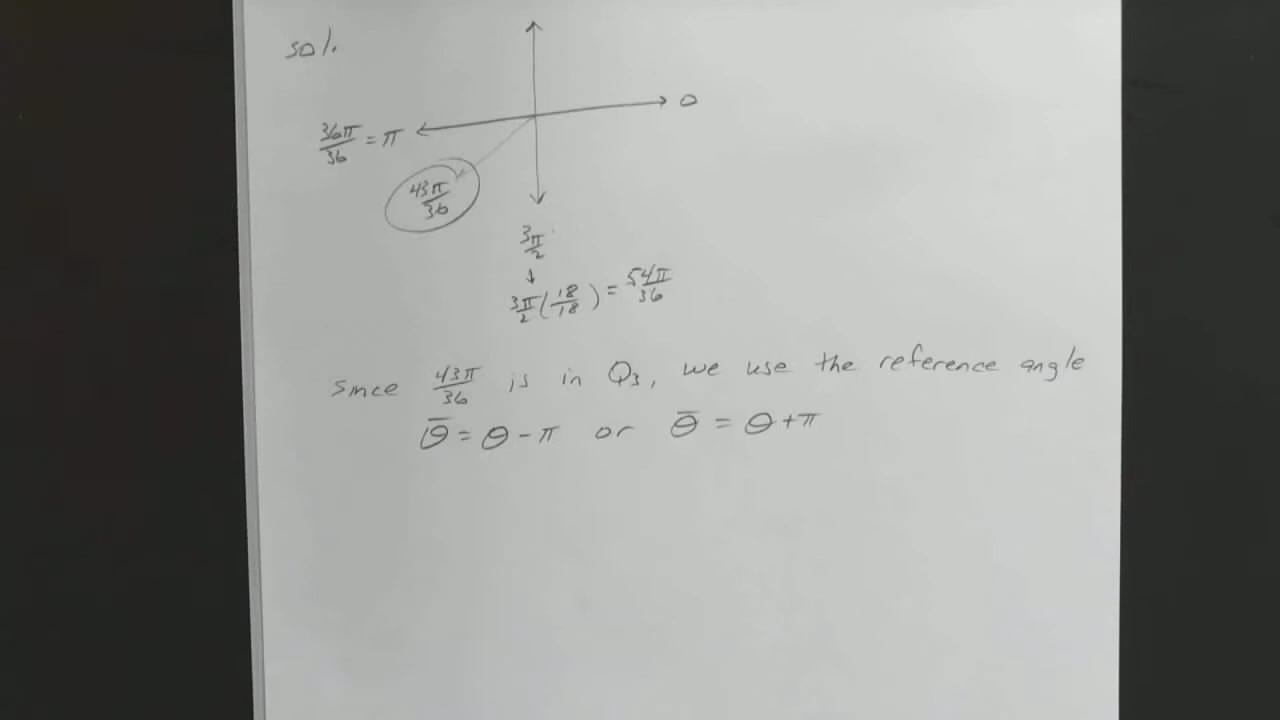 sol.
0
36π/36 = π
43π/36
3π/2
↓
3π/2 (18/18) = 54π/36
Since 43π/36 is in Q3, we use the reference angle
θ̄ = θ - π or θ̄ = θ + π